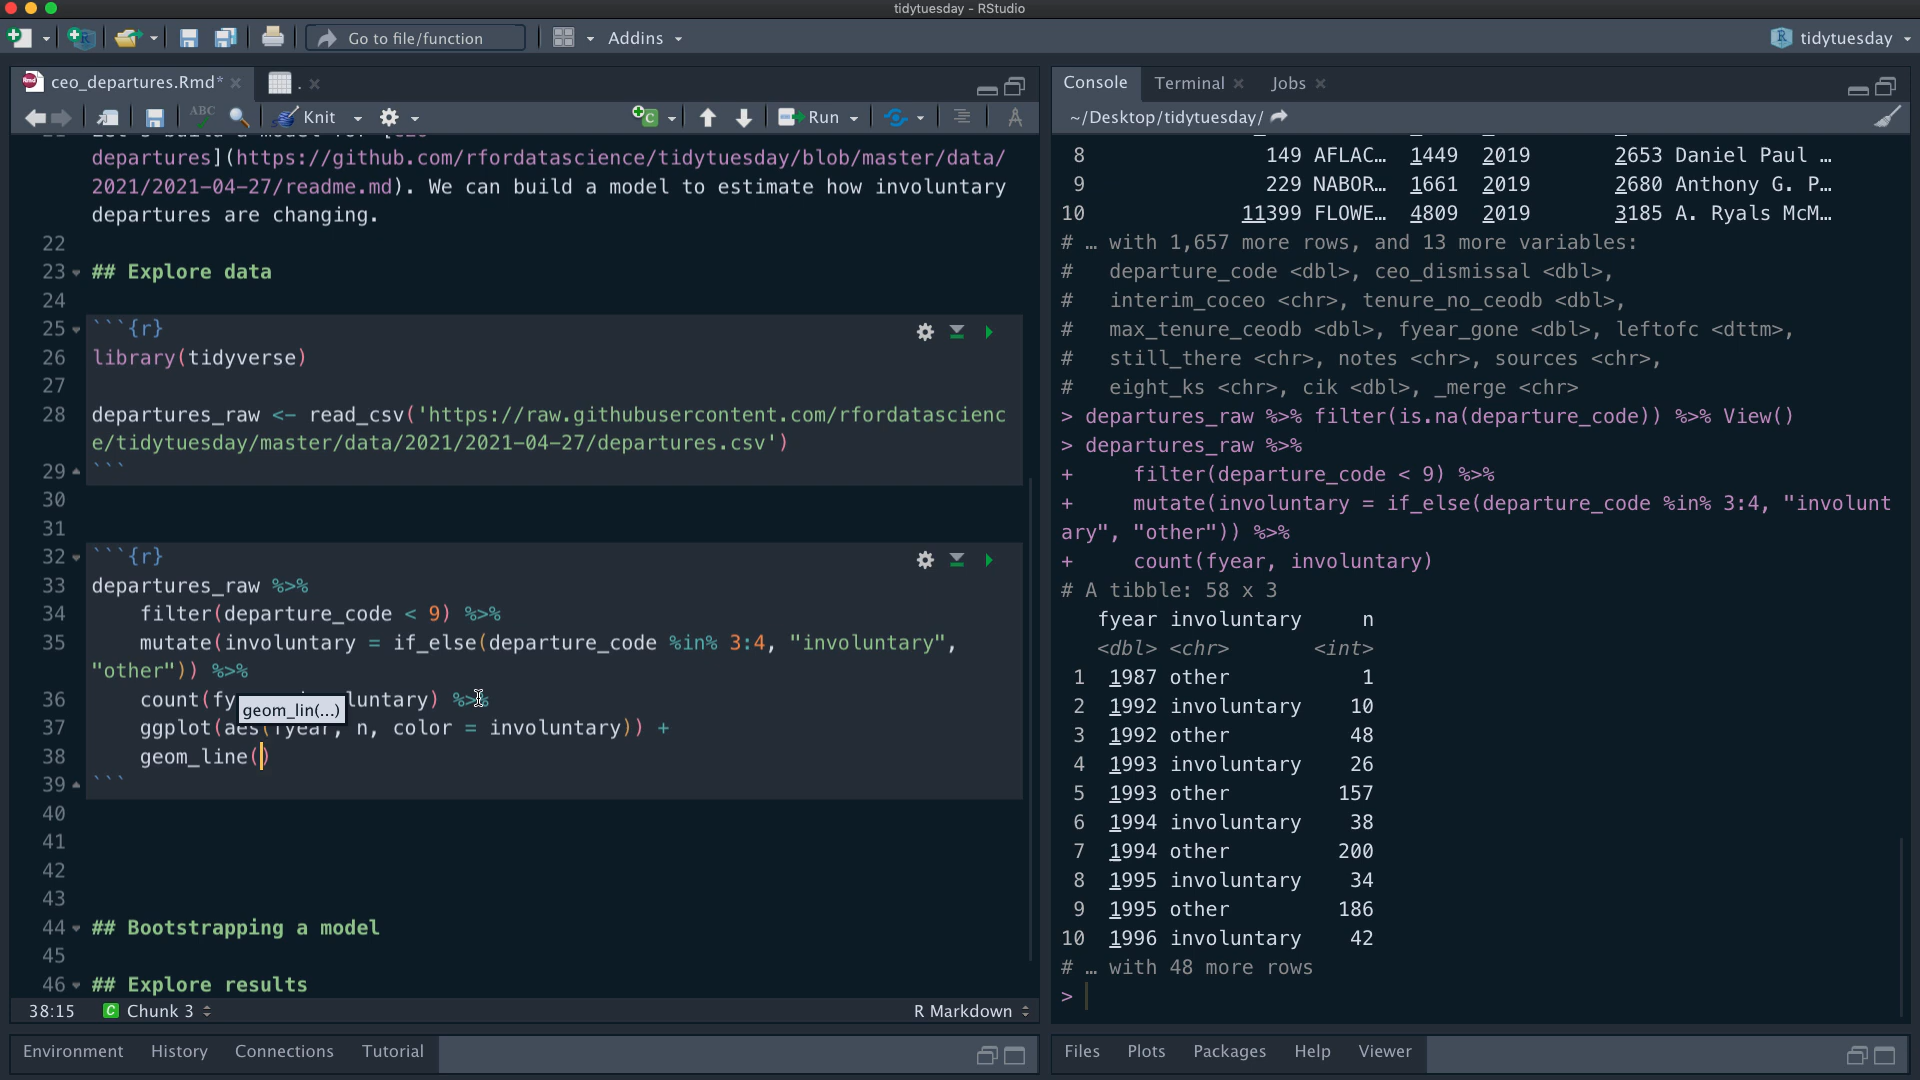 tidytuesday - RStudio
Go to file/function
Addins
tidytuesday
ceo_departures.Rmd*
.
ABC
Knit
Run
departures](https://github.com/rfordatascience/tidytuesday/blob/master/data/
2021/2021-04-27/readme.md). We can build a model to estimate how involuntary
departures are changing.
22
23 ## Explore data
24
25 ```{r}
26 library(tidyverse)
27
28 departures_raw <- read_csv('https://raw.githubusercontent.com/rfordatascienc
e/tidytuesday/master/data/2021/2021-04-27/departures.csv')
29 ```
30
31
32 ```{r}
33 departures_raw %>%
34 filter(departure_code < 9) %>%
35 mutate(involuntary = if_else(departure_code %in% 3:4, "involuntary",
"other")) %>%
36 count(fy luntary) %>%
geom_lin(...)
37 ggplot(aes(fyear, n, color = involuntary)) +
38 geom_line()
39 ```
40
41
42
43
44 ## Bootstrapping a model
45
46 ## Explore results
38:15 Chunk 3 R Markdown
Environment History Connections Tutorial
Console Terminal Jobs
~/Desktop/tidytuesday/
8 149 AFLAC… 1449 2019 2653 Daniel Paul …
9 229 NABOR… 1661 2019 2680 Anthony G. P…
10 11399 FLOWE… 4809 2019 3185 A. Ryals McM…
# … with 1,657 more rows, and 13 more variables:
# departure_code <dbl>, ceo_dismissal <dbl>,
# interim_coceo <chr>, tenure_no_ceodb <dbl>,
# max_tenure_ceodb <dbl>, fyear_gone <dbl>, leftofc <dttm>,
# still_there <chr>, notes <chr>, sources <chr>,
# eight_ks <chr>, cik <dbl>, _merge <chr>
> departures_raw %>% filter(is.na(departure_code)) %>% View()
> departures_raw %>%
+ filter(departure_code < 9) %>%
+ mutate(involuntary = if_else(departure_code %in% 3:4, "involunt
ary", "other")) %>%
+ count(fyear, involuntary)
# A tibble: 58 x 3
fyear involuntary n
<dbl> <chr> <int>
1 1987 other 1
2 1992 involuntary 10
3 1992 other 48
4 1993 involuntary 26
5 1993 other 157
6 1994 involuntary 38
7 1994 other 200
8 1995 involuntary 34
9 1995 other 186
10 1996 involuntary 42
# … with 48 more rows
>
Files Plots Packages Help Viewer